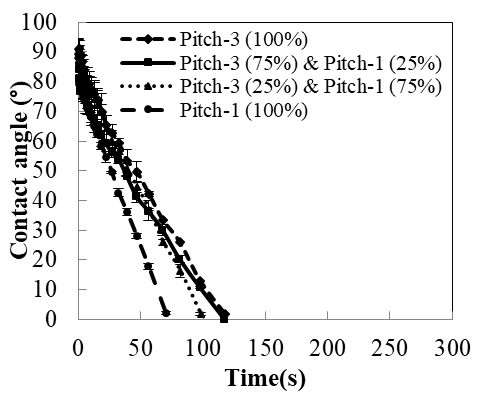 100
90
80
70
60
50
40
30
20
10
0
Contact angle (°)
Pitch-3 (100%)
Pitch-3 (75%) & Pitch-1 (25%)
Pitch-3 (25%) & Pitch-1 (75%)
Pitch-1 (100%)
0 50 100 150 200 250 300
Time(s)